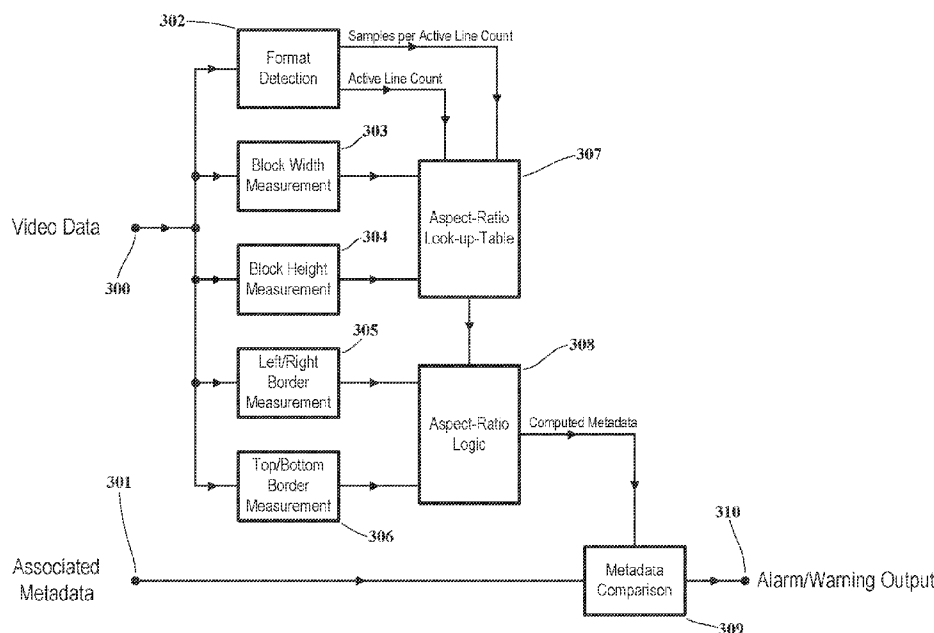 302
Format
Detection
Samples per Active Line Count
Active Line Count
303
Block Width
Measurement
307
Aspect-Ratio
Look-up-Table
Video Data
300
304
Block Height
Measurement
305
Left/Right
Border
Measurement
308
Aspect-Ratio
Logic
Computed Metadata
Top/Bottom
Border
Measurement
306
301
Associated
Metadata
310
Metadata
Comparison
Alarm/Warning Output
309